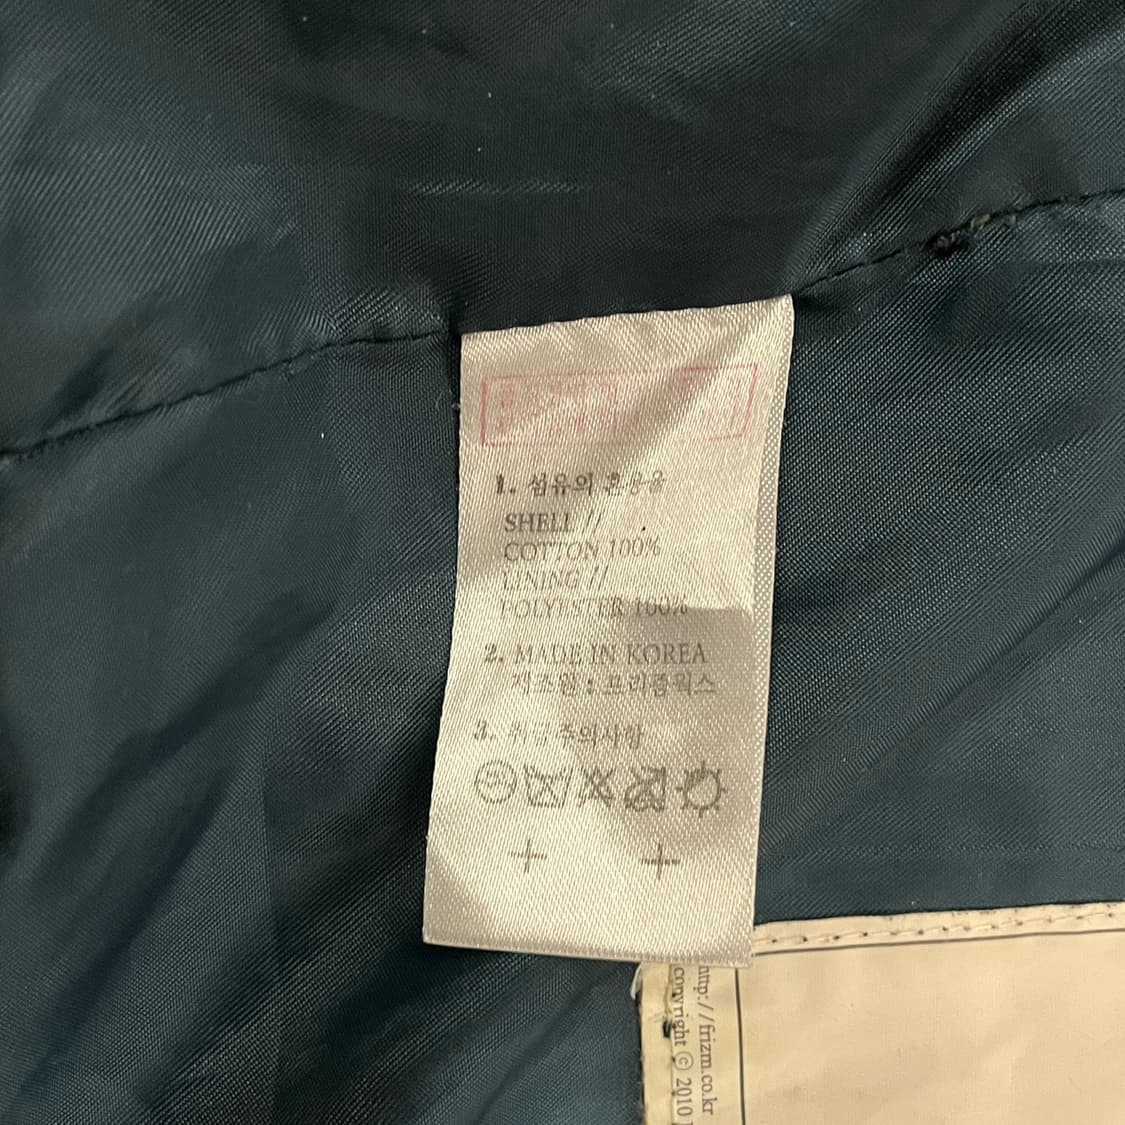 1. 섬유의 혼용율
SHELL //
COTTON 100%
LINING //
POLYESTER 100%
2. MADE IN KOREA
제조원 : 프리즘웍스
3. 취급주의사항
http://frizm.co.kr
copyright © 2010